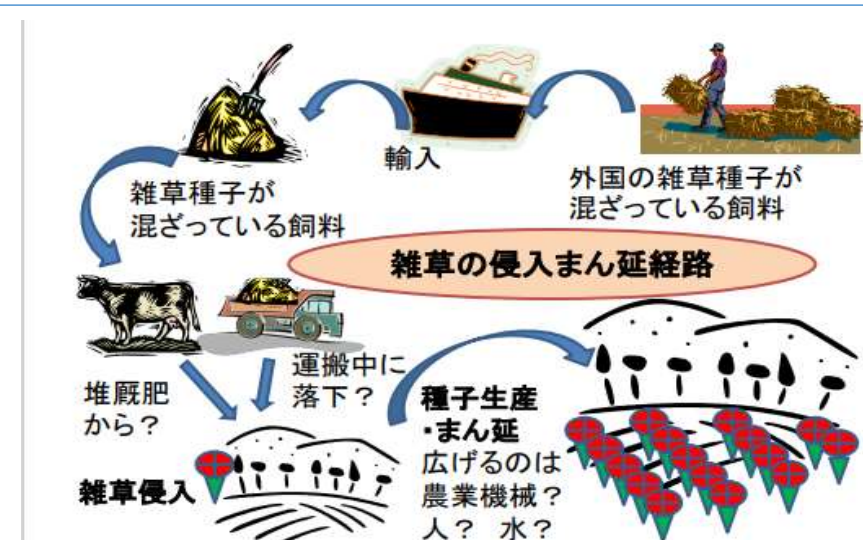 輸入
外国の雑草種子が
混ざっている飼料
雑草種子が
混ざっている飼料
雑草の侵入まん延経路
堆厩肥
から？
運搬中に
落下？
雑草侵入
種子生産
・まん延
広げるのは
農業機械？
人？ 水？